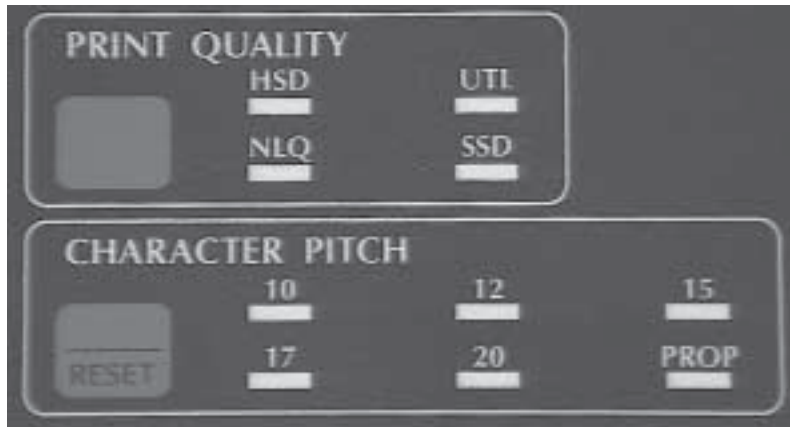 PRINT QUALITY
HSD UTL
NLQ SSD
CHARACTER PITCH
10 12 15
RESET 17 20 PROP